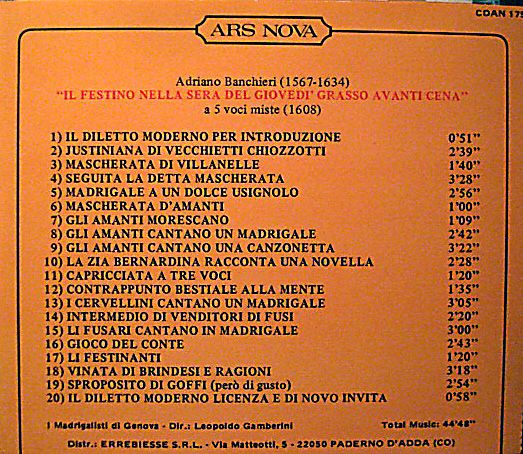 CDAN 175
ARS NOVA
Adriano Banchieri (1567-1634)
"IL FESTINO NELLA SERA DEL GIOVEDI' GRASSO AVANTI CENA"
a 5 voci miste (1608)
1) IL DILETTO MODERNO PER INTRODUZIONE 0'51"
2) JUSTINIANA DI VECCHIETTI CHIOZZOTTI 2'39"
3) MASCHERATA DI VILLANELLE 1'40"
4) SEGUITA LA DETTA MASCHERATA 3'28"
5) MADRIGALE A UN DOLCE USIGNOLO 2'56"
6) MASCHERATA D'AMANTI 1'00"
7) GLI AMANTI MORESCANO 1'09"
8) GLI AMANTI CANTANO UN MADRIGALE 2'42"
9) GLI AMANTI CANTANO UNA CANZONETTA 3'22"
10) LA ZIA BERNARDINA RACCONTA UNA NOVELLA 2'28"
11) CAPRICCIATA A TRE VOCI 1'20"
12) CONTRAPPUNTO BESTIALE ALLA MENTE 1'35"
13) I CERVELLINI CANTANO UN MADRIGALE 3'05"
14) INTERMEDIO DI VENDITORI DI FUSI 2'20"
15) LI FUSARI CANTANO IN MADRIGALE 3'00"
16) GIOCO DEL CONTE 2'43"
17) LI FESTINANTI 1'20"
18) VINATA DI BRINDESI E RAGIONI 3'18"
19) SPROPOSITO DI GOFFI (però di gusto) 2'54"
20) IL DILETTO MODERNO LICENZA E DI NOVO INVITA 0'58"
I Madrigalisti di Genova - Dir.: Leopoldo Gamberini Total Music: 44'48"
Distr.: ERREBIESSE S.R.L. - Via Matteotti, 5 - 22050 PADERNO D'ADDA (CO)